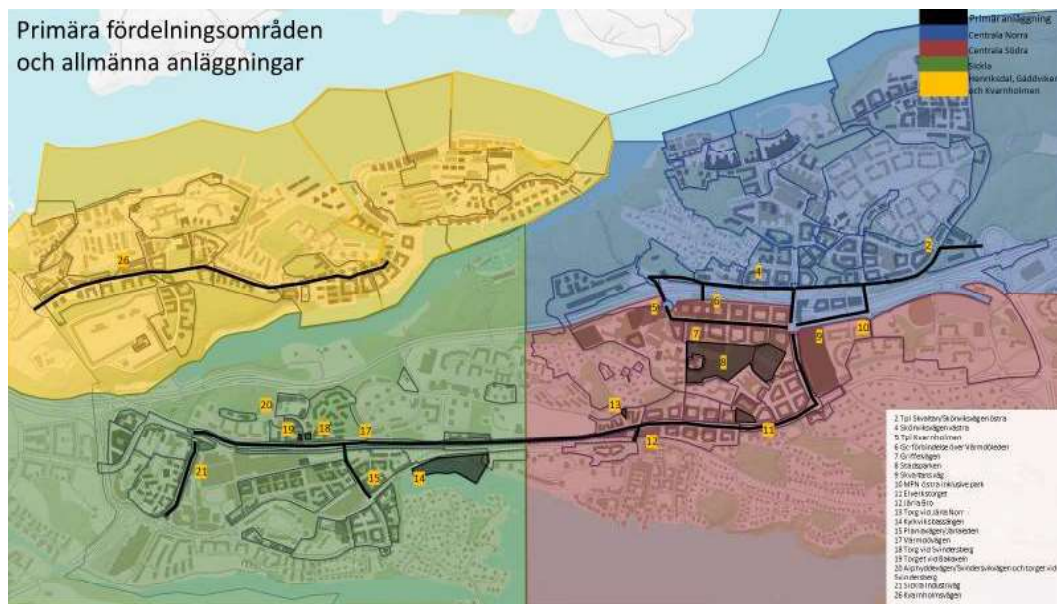 Primära fördelningsområden
och allmänna anläggningar
Primär anläggning
Centrala Norra
Centrala Södra
Sickla
Henriksdal, Gäddviken
och Kvarnholmen
26
2
4
5
6
7
8
9
10
11
12
13
14
15
17
18
19
20
21
2 Tpl Skvaltan/Skönviksvägen östra
4 Skönviksvägen västra
5 Tpl Kvarnholmen
6 Gc-förbindelse över Värmdöleden
7 Griffelvägen
8 Stadsparken
9 Skvaltans väg
10 MPN östra inklusive park
11 Elverkstorget
12 Järla Bro
13 Torg vid Järla Norr
14 Kyrkviksbassängen
15 Planiavägen/Järlaleden
17 Värmdövägen
18 Torg vid Svindersberg
19 Torget vid
20 Alphyddevägen/Svindersviksvägen och torget vid
Svindersberg
21 Sickla Industriväg
26 Kvarnholmsvägen